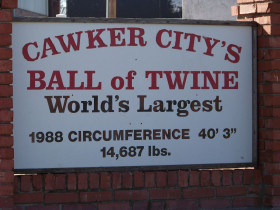 CAWKER CITY'S
BALL of TWINE
World's Largest
1988 CIRCUMFERENCE 40' 3"
14,687 lbs.